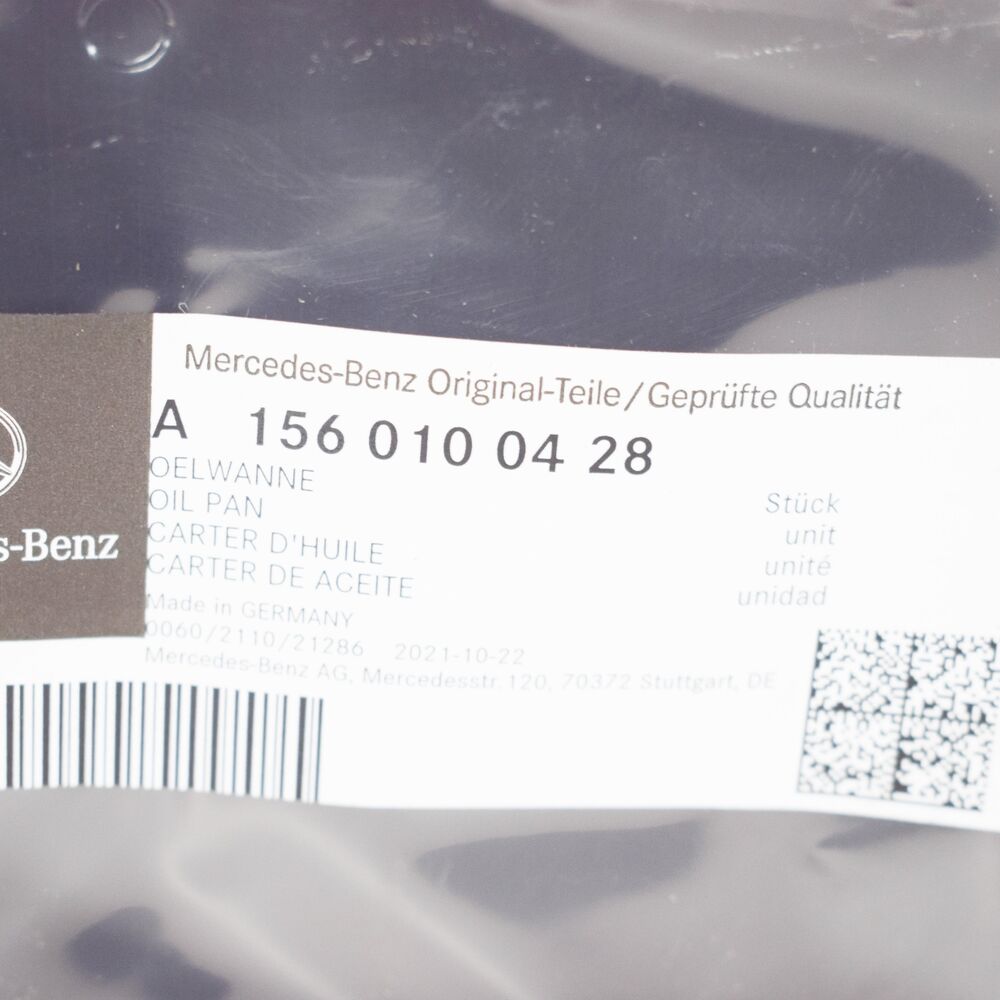 Mercedes-Benz Original-Teile/Geprüfte Qualität
A 156 010 04 28
OELWANNE
OIL PAN
CARTER D'HUILE
CARTER DE ACEITE
Stück
unit
unité
unidad
s-Benz
Made in GERMANY
0060/2110/21286 2021-10-22
Mercedes-Benz AG, Mercedesstr.120, 70372 Stuttgart, DE